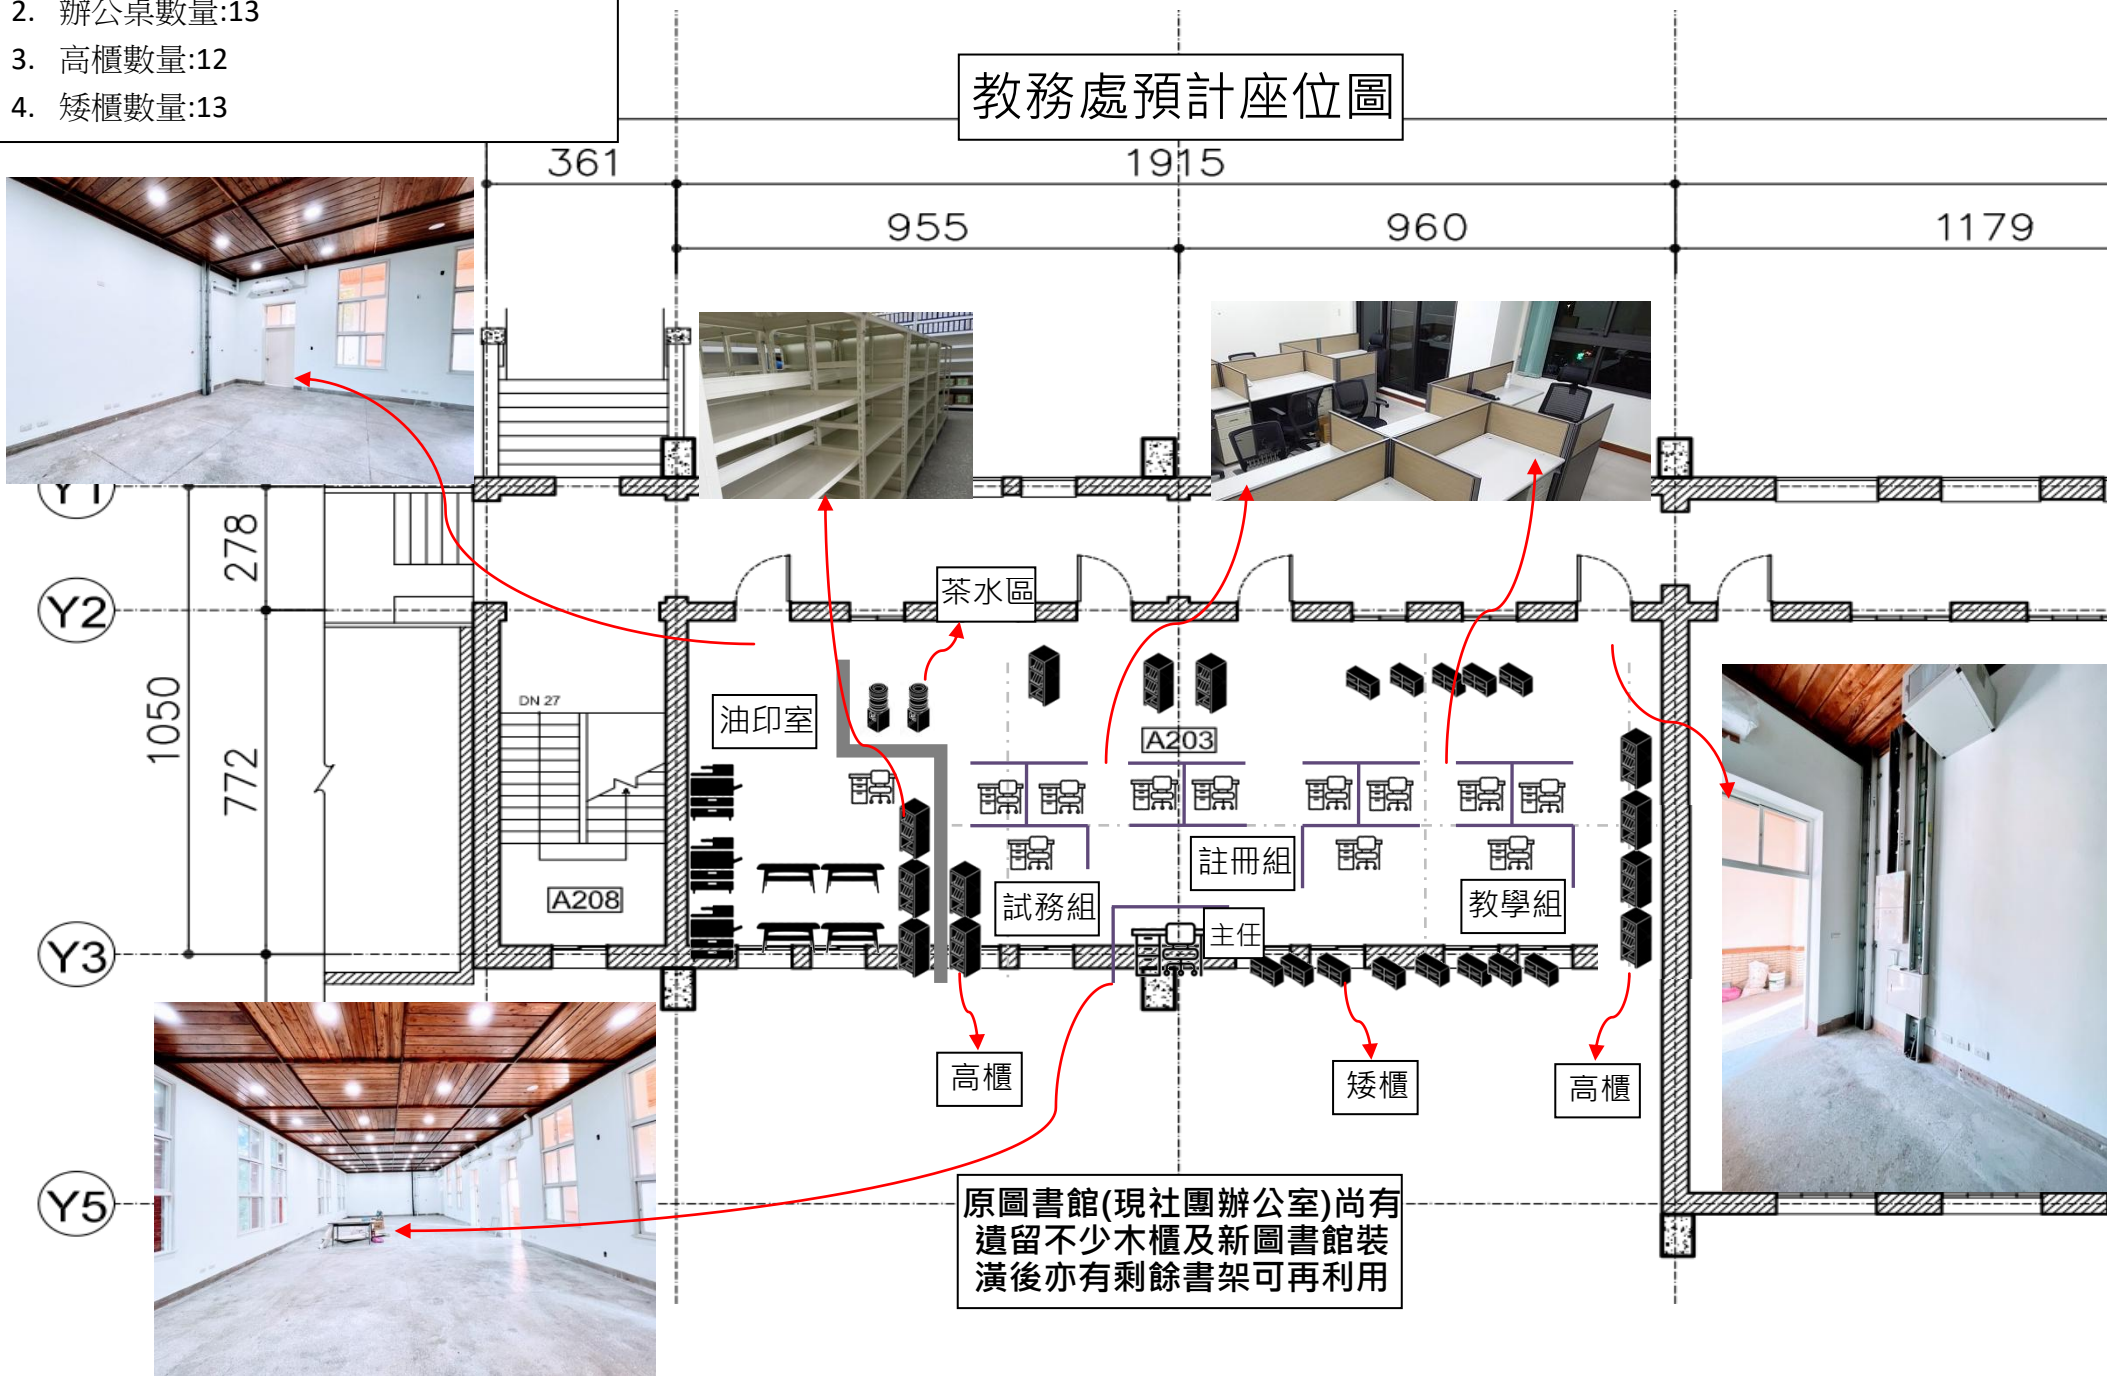 2. 辦公桌數量:13
3. 高櫃數量:12
4. 矮櫃數量:13
教務處預計座位圖
361
1915
955
960
1179
Y1
278
Y2
茶水區
1050
772
DN 27
油印室
A203
A208
註冊組
試務組
教學組
主任
Y3
高櫃
矮櫃
高櫃
Y5
原圖書館(現社團辦公室)尚有
遺留不少木櫃及新圖書館裝
潢後亦有剩餘書架可再利用